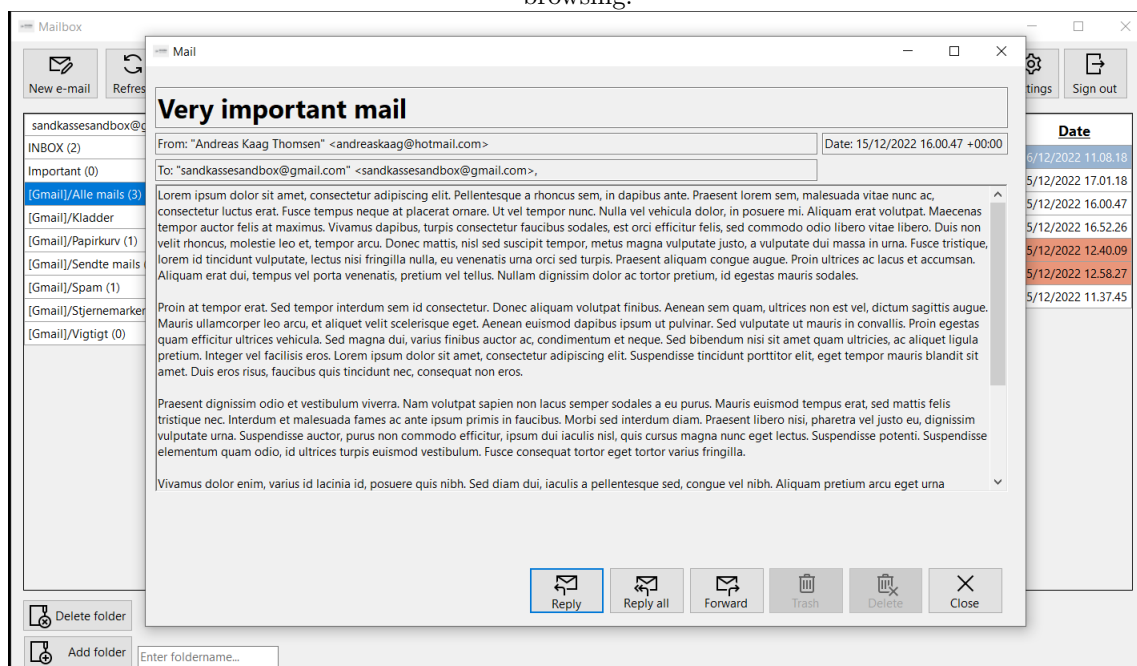 browsing.
Mailbox
New e-mail
Refres
tings
Sign out
Mail
Very important mail
From: "Andreas Kaag Thomsen" <andreaskaag@hotmail.com>
Date: 15/12/2022 16.00.47 +00:00
To: "sandkassesandbox@gmail.com" <sandkassesandbox@gmail.com>,
Lorem ipsum dolor sit amet, consectetur adipiscing elit. Pellentesque a rhoncus sem, in dapibus ante. Praesent lorem sem, malesuada vitae nunc ac,
consectetur luctus erat. Fusce tempus neque at placerat ornare. Ut vel tempor nunc. Nulla vel vehicula dolor, in posuere mi. Aliquam erat volutpat. Maecenas
tempor auctor felis at maximus. Vivamus dapibus, turpis consectetur faucibus sodales, est orci efficitur felis, sed commodo odio libero vitae libero. Duis non
velit rhoncus, molestie leo et, tempor arcu. Donec mattis, nisl sed suscipit tempor, metus magna vulputate justo, a vulputate dui massa in urna. Fusce tristique,
lorem id tincidunt vulputate, lectus nisi fringilla nulla, eu venenatis urna orci sed turpis. Praesent aliquam congue augue. Proin ultrices ac lacus et accumsan.
Aliquam erat dui, tempus vel porta venenatis, pretium vel tellus. Nullam dignissim dolor ac tortor pretium, id egestas mauris sodales.
Proin at tempor erat. Sed tempor interdum sem id consectetur. Donec aliquam volutpat finibus. Aenean sem quam, ultrices non est vel, dictum sagittis augue.
Mauris ullamcorper leo arcu, et aliquet velit scelerisque eget. Aenean euismod dapibus ipsum ut pulvinar. Sed vulputate ut mauris in convallis. Proin egestas
quam efficitur ultrices vehicula. Sed magna dui, varius finibus auctor ac, condimentum et neque. Sed bibendum nisi sit amet quam ultricies, ac aliquet ligula
pretium. Integer vel facilisis eros. Lorem ipsum dolor sit amet, consectetur adipiscing elit. Suspendisse tincidunt porttitor elit, eget tempor mauris blandit sit
amet. Duis eros risus, faucibus quis tincidunt nec, consequat non eros.
Praesent dignissim odio et vestibulum viverra. Nam volutpat sapien non lacus semper sodales a eu purus. Mauris euismod tempus erat, sed mattis felis
tristique nec. Interdum et malesuada fames ac ante ipsum primis in faucibus. Morbi sed interdum diam. Praesent libero nisi, pharetra vel justo eu, dignissim
vulputate urna. Suspendisse auctor, purus non commodo efficitur, ipsum dui iaculis nisl, quis cursus magna nunc eget lectus. Suspendisse potenti. Suspendisse
elementum quam odio, id ultrices turpis euismod vestibulum. Fusce consequat tortor eget tortor varius fringilla.
Vivamus dolor enim, varius id lacinia id, posuere quis nibh. Sed diam dui, iaculis a pellentesque sed, congue vel nibh. Aliquam pretium arcu eget urna
Reply
Reply all
Forward
Trash
Delete
Close
sandkassesandbox@g
INBOX (2)
Important (0)
[Gmail]/Alle mails (3)
[Gmail]/Kladder
[Gmail]/Papirkurv (1)
[Gmail]/Sendte mails (
[Gmail]/Spam (1)
[Gmail]/Stjernemarker
[Gmail]/Vigtigt (0)
Date
6/12/2022 11.08.18
5/12/2022 17.01.18
5/12/2022 16.00.47
5/12/2022 16.52.26
5/12/2022 12.40.09
5/12/2022 12.58.27
5/12/2022 11.37.45
Delete folder
Add folder
Enter foldername...